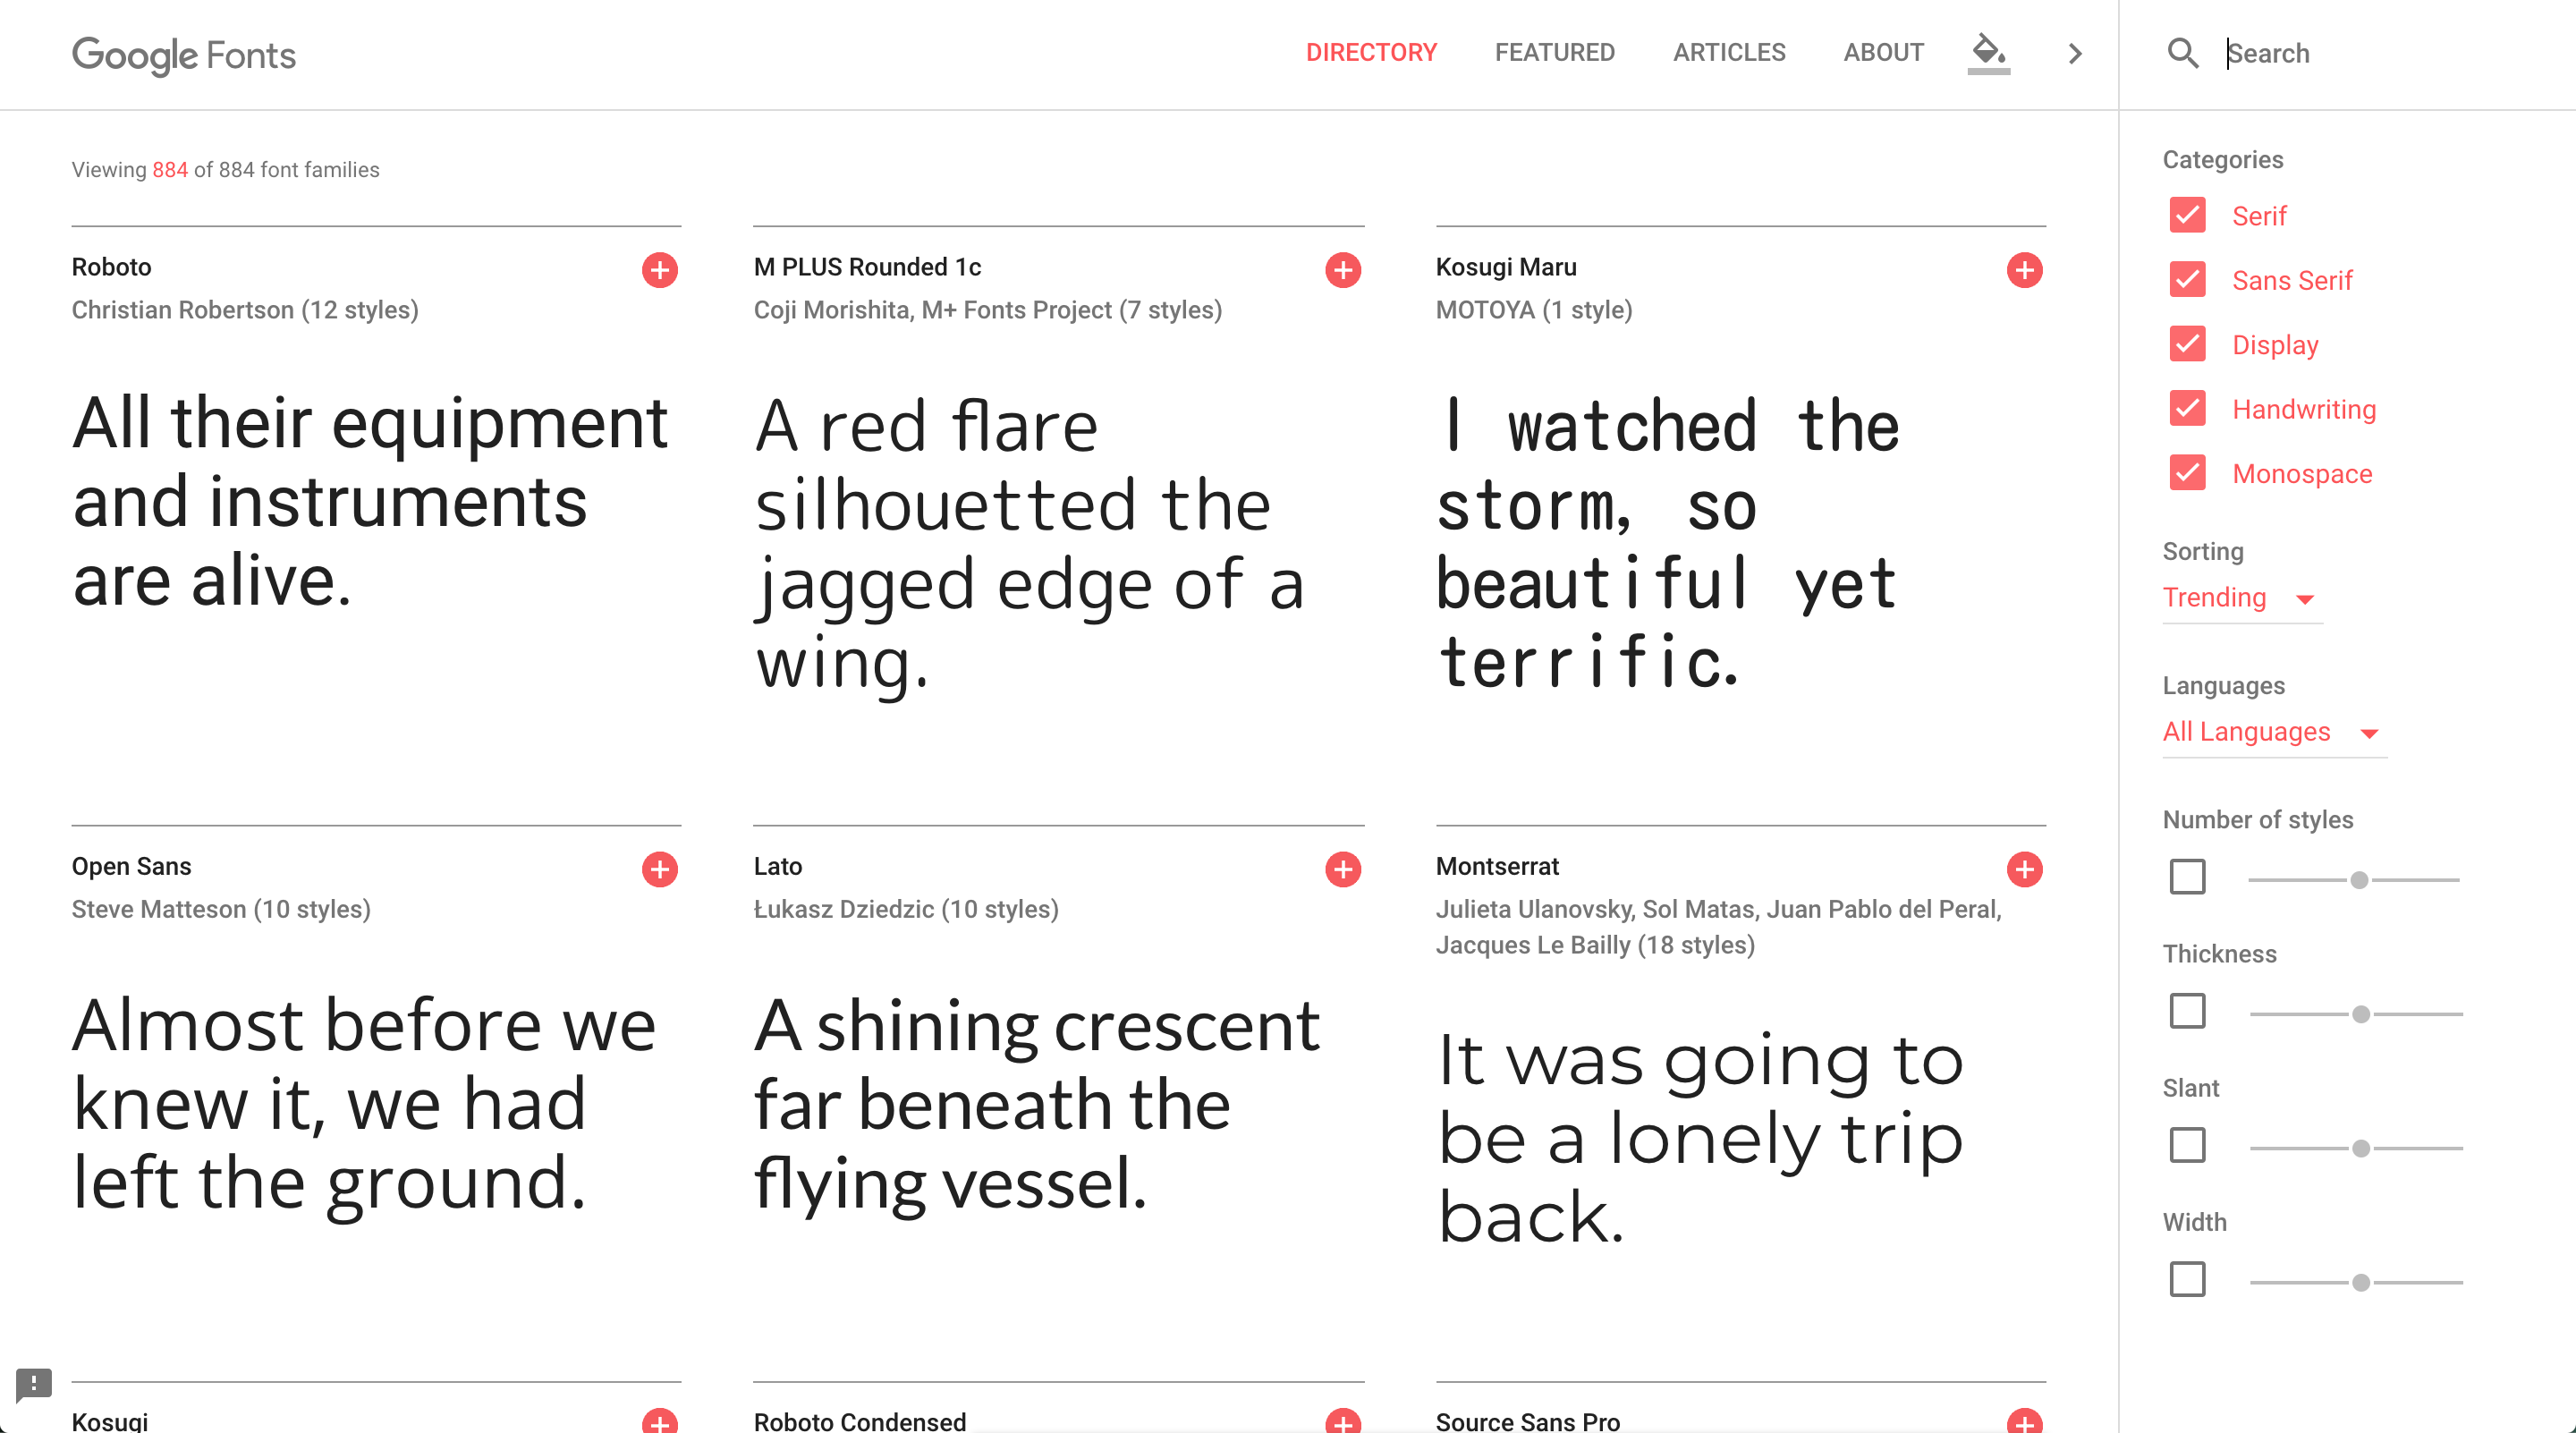 Google Fonts
DIRECTORY FEATURED ARTICLES ABOUT
Search
Viewing 884 of 884 font families
Roboto
Christian Robertson (12 styles)
All their equipment
and instruments
are alive.
M PLUS Rounded 1c
Coji Morishita, M+ Fonts Project (7 styles)
A red flare
silhouetted the
jagged edge of a
wing.
Kosugi Maru
MOTOYA (1 style)
I watched the
storm, so
beautiful yet
terrific.
Open Sans
Steve Matteson (10 styles)
Almost before we
knew it, we had
left the ground.
Lato
Łukasz Dziedzic (10 styles)
A shining crescent
far beneath the
flying vessel.
Montserrat
Julieta Ulanovsky, Sol Matas, Juan Pablo del Peral,
Jacques Le Bailly (18 styles)
It was going to
be a lonely trip
back.
Kosugi
Roboto Condensed
Source Sans Pro
Categories
Serif
Sans Serif
Display
Handwriting
Monospace
Sorting
Trending
Languages
All Languages
Number of styles
Thickness
Slant
Width